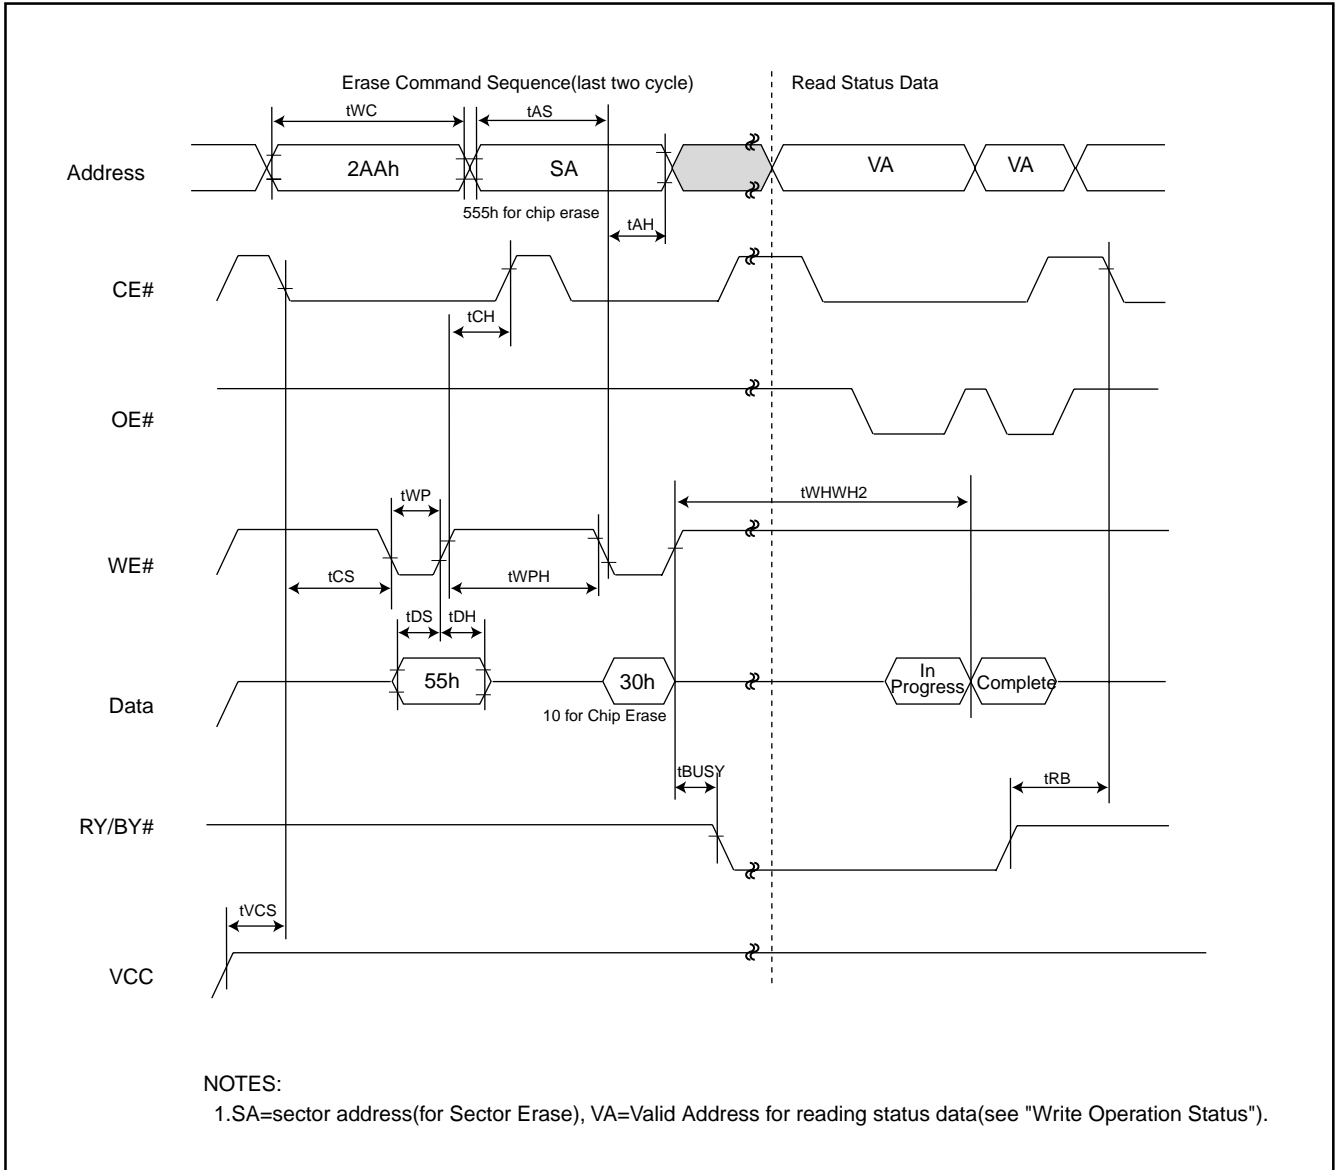 Erase Command Sequence(last two cycle)
Read Status Data
tWC
tAS
Address
2AAh
SA
VA
VA
555h for chip erase
tAH
CE#
tCH
OE#
tWP
tWHWH2
WE#
tCS
tWPH
tDS
tDH
Data
55h
30h
In
Progress
Complete
10 for Chip Erase
tBUSY
tRB
RY/BY#
tVCS
VCC
NOTES:
1.SA=sector address(for Sector Erase), VA=Valid Address for reading status data(see "Write Operation Status").